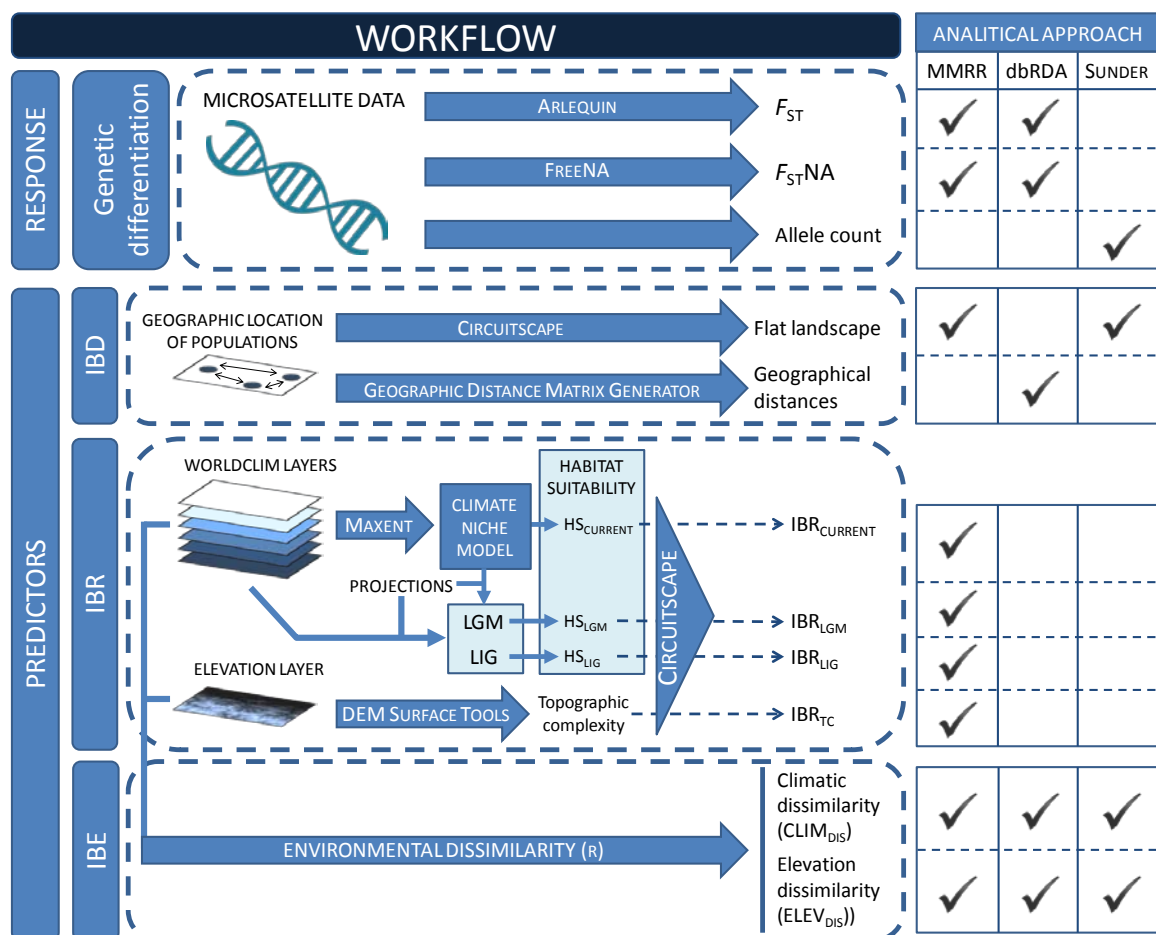 WORKFLOW
ANALITICAL APPROACH
MMRR dbRDA SUNDER
RESPONSE
Genetic
differentiation
MICROSATELLITE DATA
ARLEQUIN
FST
FREENA
FSTNA
Allele count
PREDICTORS
IBD
GEOGRAPHIC LOCATION
OF POPULATIONS
CIRCUITSCAPE
Flat landscape
GEOGRAPHIC DISTANCE MATRIX GENERATOR
Geographical
distances
IBR
WORLDCLIM LAYERS
MAXENT
CLIMATE
NICHE
MODEL
HABITAT
SUITABILITY
HSCURRENT
IBRCURRENT
PROJECTIONS
LGM
HSLGM
IBRLGM
LIG
HSLIG
IBRLIG
CIRCUITSCAPE
ELEVATION LAYER
DEM SURFACE TOOLS
Topographic
complexity
IBRTC
IBE
ENVIRONMENTAL DISSIMILARITY (R)
Climatic
dissimilarity
(CLIMDIS)
Elevation
dissimilarity
(ELEVDIS))